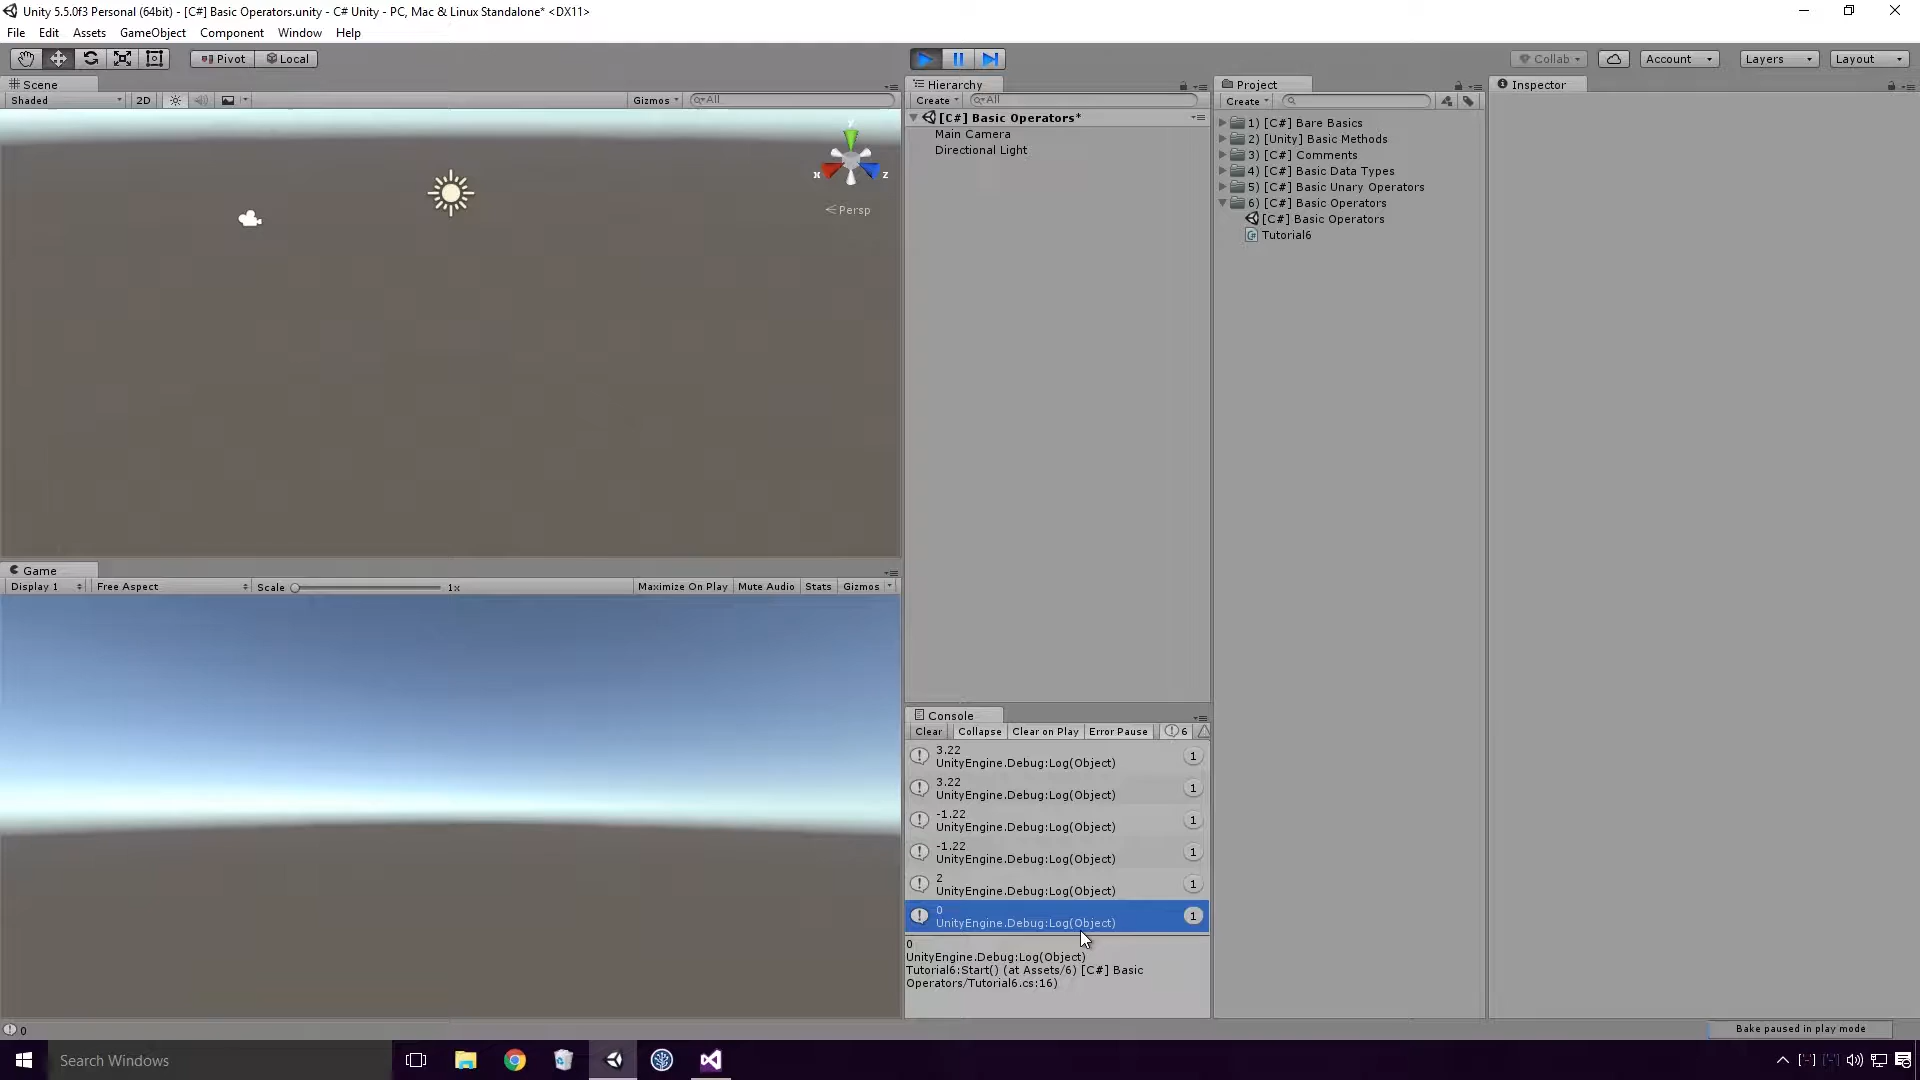 Unity 5.5.0f3 Personal (64bit) - [C#] Basic Operators.unity - C# Unity - PC, Mac & Linux Standalone* <DX11>
File Edit Assets GameObject Component Window Help
Pivot Local Collab Account Layers Layout
Scene
Shaded 2D Gizmos All
y
x
z
Persp
Hierarchy
Create All
[C#] Basic Operators*
Main Camera
Directional Light
Project
Create
1) [C#] Bare Basics
2) [Unity] Basic Methods
3) [C#] Comments
4) [C#] Basic Data Types
5) [C#] Basic Unary Operators
6) [C#] Basic Operators
[C#] Basic Operators
Tutorial6
Inspector
Game
Display 1 Free Aspect Scale 1x Maximize On Play Mute Audio Stats Gizmos
Console
Clear Collapse Clear on Play Error Pause 6
3.22
UnityEngine.Debug:Log(Object) 1
3.22
UnityEngine.Debug:Log(Object) 1
-1.22
UnityEngine.Debug:Log(Object) 1
-1.22
UnityEngine.Debug:Log(Object) 1
2
UnityEngine.Debug:Log(Object) 1
0
UnityEngine.Debug:Log(Object) 1
0
UnityEngine.Debug:Log(Object)
Tutorial6:Start() (at Assets/6) [C#] Basic
Operators/Tutorial6.cs:16)
0
Bake paused in play mode
Search Windows